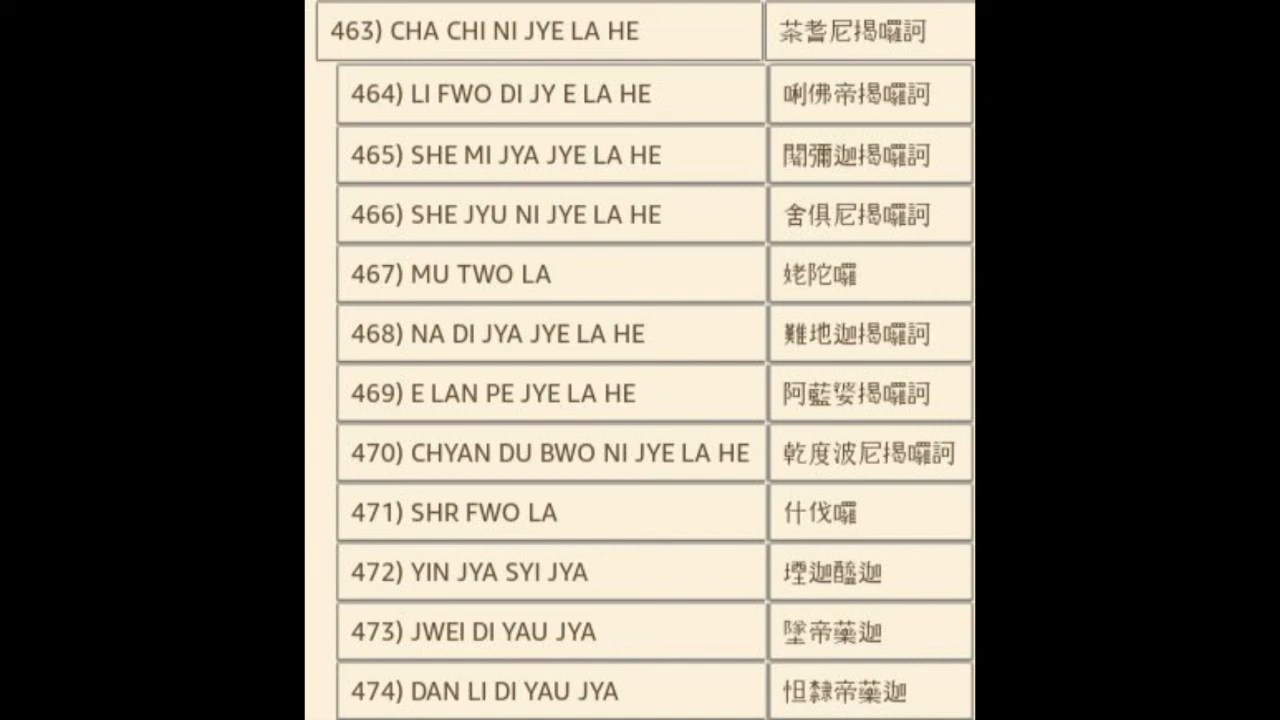 463) CHA CHI NI JYE LA HE 茶耆尼揭囉訶
464) LI FWO DI JY E LA HE 唎佛帝揭囉訶
465) SHE MI JYA JYE LA HE 闍彌迦揭囉訶
466) SHE JYU NI JYE LA HE 舍俱尼揭囉訶
467) MU TWO LA 姥陀囉
468) NA DI JYA JYE LA HE 難地迦揭囉訶
469) E LAN PE JYE LA HE 阿藍婆揭囉訶
470) CHYAN DU BWO NI JYE LA HE 乾度波尼揭囉訶
471) SHR FWO LA 什伐囉
472) YIN JYA SYI JYA 堙迦醯迦
473) JWEI DI YAU JYA 墜帝藥迦
474) DAN LI DI YAU JYA 怛隸帝藥迦